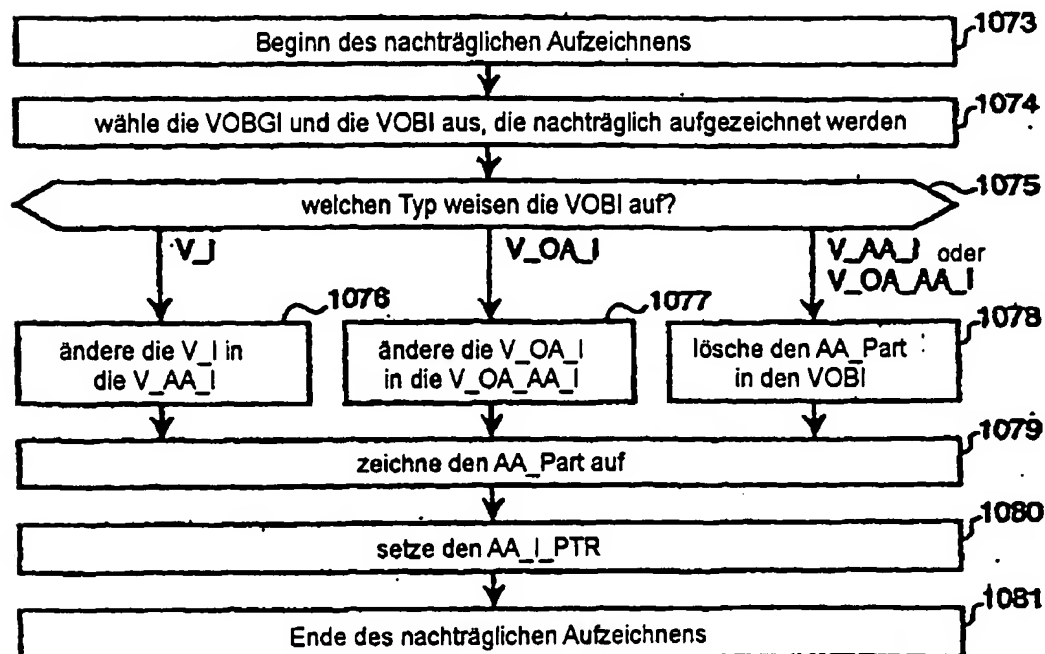 Beginn des nachträglichen Aufzeichnens
1073
wähle die VOBGI und die VOBI aus, die nachträglich aufgezeichnet werden
1074
welchen Typ weisen die VOBI auf?
1075
V_I
V_OA_I
V_AA_I oder
V_OA_AA_I
1076
ändere die V_I in
die V_AA_I
1077
ändere die V_OA_I
in die V_OA_AA_I
1078
lösche den AA_Part
in den VOBI
1079
zeichne den AA_Part auf
1080
setze den AA_I_PTR
1081
Ende des nachträglichen Aufzeichnens